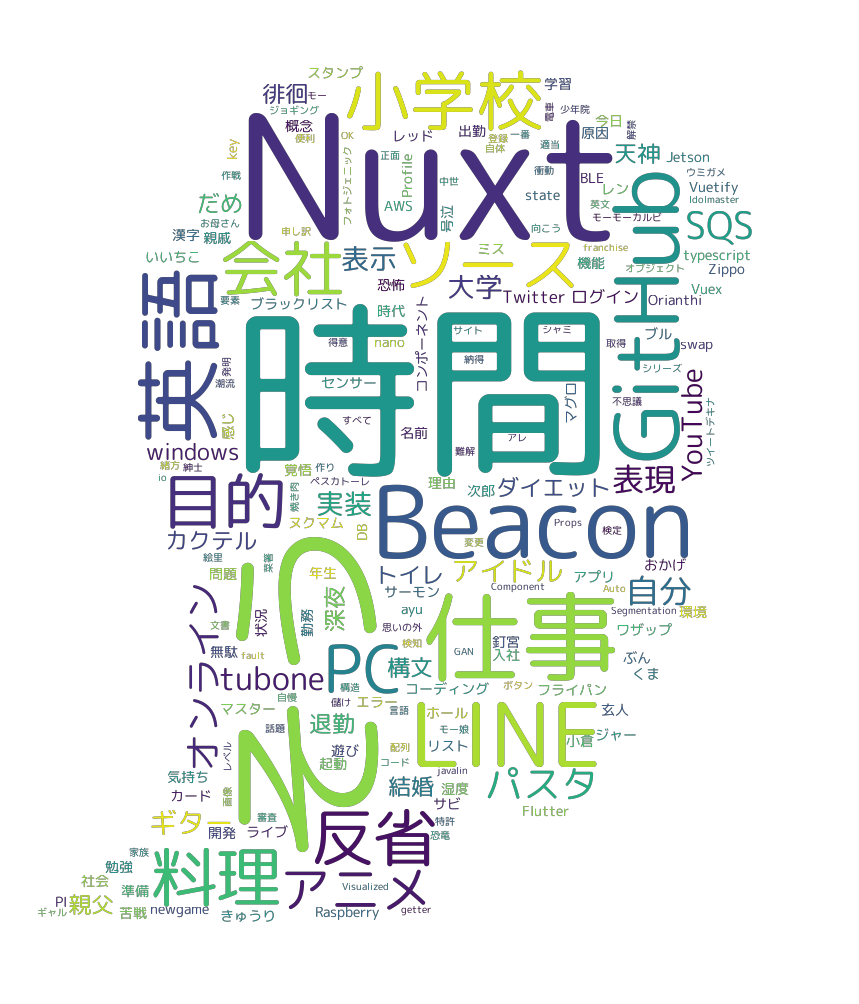 スタンプ
小学校
学習
徘徊
モー
ジョギング
電車
少年院
概念
便利
OK
レッド
出勤
一番
登録
自体
適当
原因
今日
解禁
key
Nuxt
天神
Jetson
作戦
フォトジェニック
正面
Profile
中世
衝動
BLE
レン
ウミガメ
Vuetify
Idolmaster
だめ
お母さん
AWS
号泣
state
英文
モーモーカルビ
GitHub
SQS
漢字
親戚
申し訳
向こう
いいちこ
会社
表示
ソース
ミス
franchise
機能
オブジェクト
typescript
Zippo
恐怖
大学
Twitter
ログイン
Orianthi
Vuex
英語
要素
ブラックリスト
時代
コンポーネント
時間
得意
nano
サイト
シャミ
取得
ブル
swap
シリーズ
発明
潮流
センサー
納得
マグロ
不思議
YouTube
ツイートデキナ
感じ
すべて
名前
アレ
難解
windows
緒方
紳士
io
覚悟
作り
ペスカトーレ
焼き肉
理由
次郎
ダイエット
表現
目的
実装
ヌクマム
DB
Beacon
Props
検定
カクテル
変更
おかげ
絵里
問題
年生
トイレ
アイドル
アプリ
サーモン
Component
Auto
自分
Segmentation
環境
オンライン
文書
状況
勤務
深夜
ayu
思いの外
仕事
ワザップ
無駄
fault
検知
GAN
釘宮
入社
ぶん
くま
tubone
PC
構造
構文
コーディング
ボタン
フライパン
マスター
自慢
儲け
エラー
言語
ホール
LINE
玄人
うそ
話題
退勤
遊び
配列
モー娘
リスト
小倉
ジャー
レベル
起動
コード
javalin
気持ち
カード
画像
結婚
湿度
パスタ
サビ
Flutter
ギター
審査
開発
ライブ
反省
特許
恐竜
家族
勉強
料理
アニメ
社会
準備
Visualized
PI
親父
ギャル
苦戦
newgame
きゅうり
Raspberry
getter